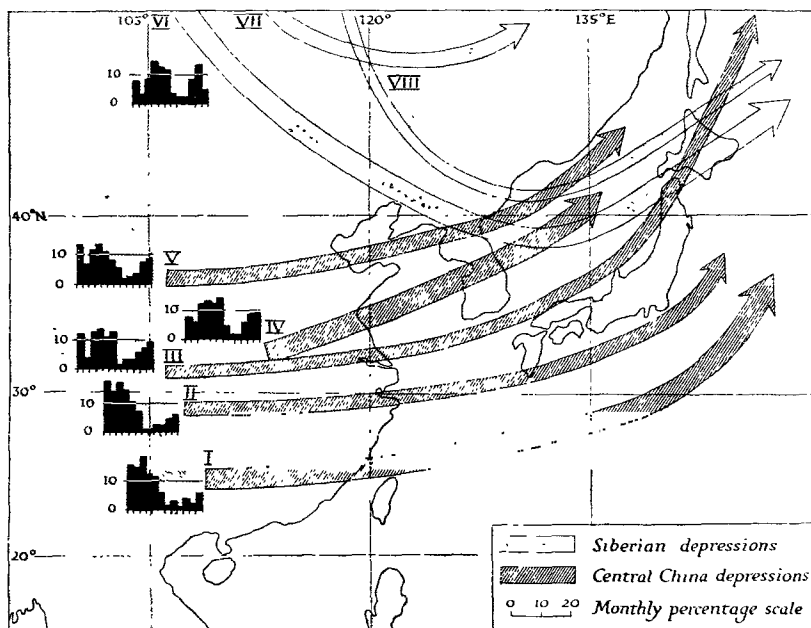 105° VI VII 120° 135°E
VIII
10
0
40°N
10
0
V
10
0
IV
10
0
III
30°
10
0
II
10
0
I
20°
Siberian depressions
Central China depressions
0 10 20 Monthly percentage scale